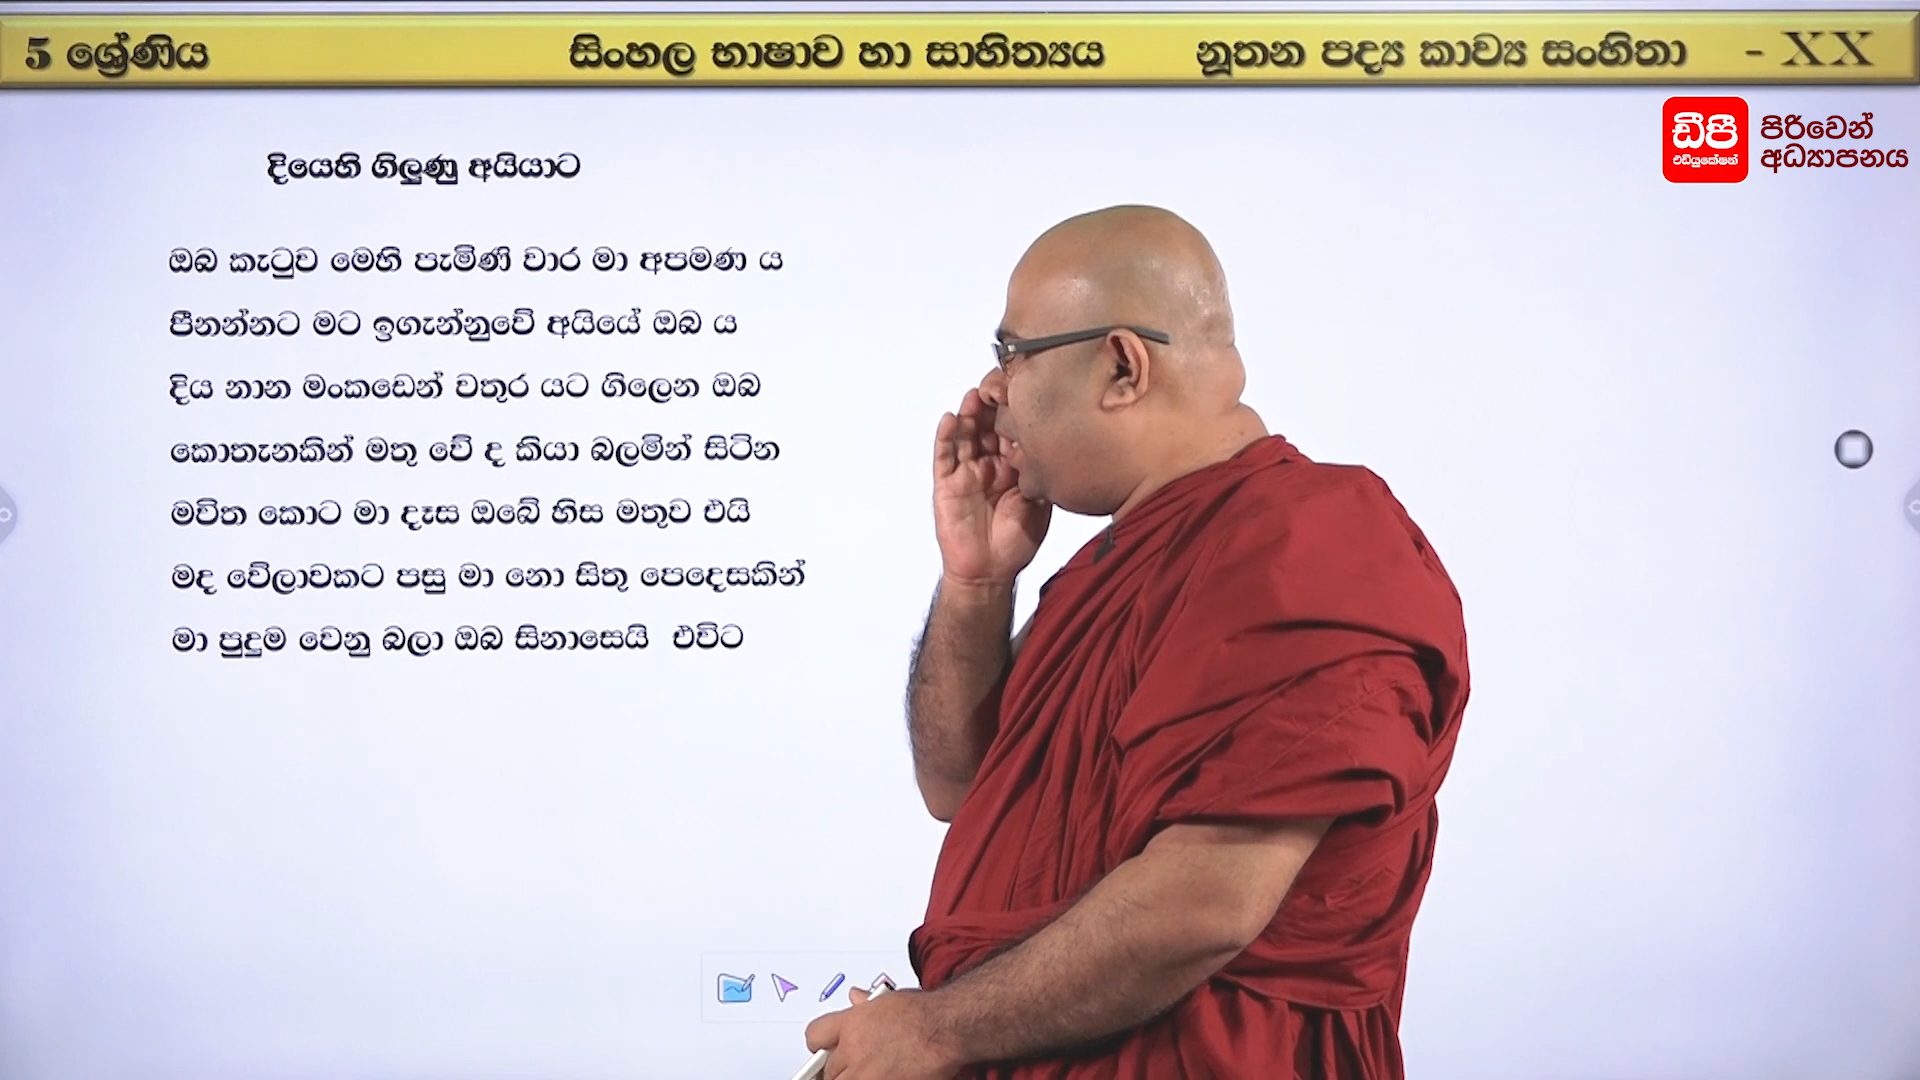 5 ශ්‍රේණිය
සිංහල භාෂාව හා සාහිත්‍යය
නූතන පද්‍ය කාව්‍ය සංහිතා - XX
ඩීපී
එඩියුකේෂන්
පිරිවෙන්
අධ්‍යාපනය
දියෙහි ගිලුණු අයියාට
ඔබ කැටුව මෙහි පැමිණි වාර මා අපමණ ය
පීනන්නට මට ඉගැන්නුවේ අයියේ ඔබ ය
දිය නාන මංකඩෙන් වතුර යට ගිලෙන ඔබ
කොතැනකින් මතු වේ ද කියා බලමින් සිටින
මවිත කොට මා දෑස ඔබේ හිස මතුව එයි
මද වේලාවකට පසු මා නො සිතු පෙදෙසකින්
මා පුදුම වෙනු බලා ඔබ සිනාසෙයි එවිට